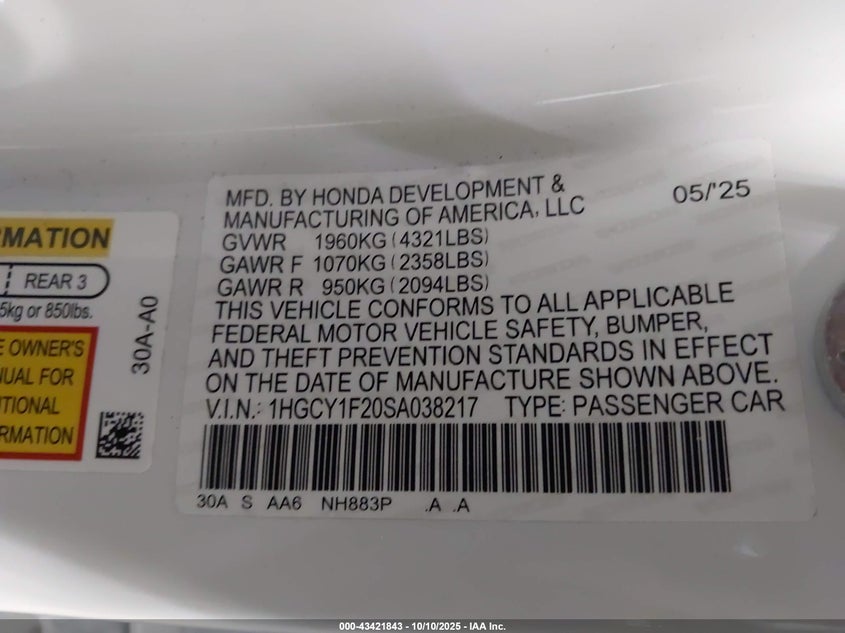 MFD. BY HONDA DEVELOPMENT &
MANUFACTURING OF AMERICA, LLC
05/'25
GVWR 1960KG (4321LBS)
GAWR F 1070KG (2358LBS)
GAWR R 950KG (2094LBS)
THIS VEHICLE CONFORMS TO ALL APPLICABLE
FEDERAL MOTOR VEHICLE SAFETY, BUMPER,
AND THEFT PREVENTION STANDARDS IN EFFECT
ON THE DATE OF MANUFACTURE SHOWN ABOVE.
V.I.N.: 1HGCY1F20SA038217 TYPE: PASSENGER CAR
30A S AA6 NH883P .A .A
RMATION
REAR 3
5kg or 850lbs.
E OWNER'S
NUAL FOR
ITIONAL
RMATION
30A-A0
000-43421843 - 10/10/2025 - IAA Inc.